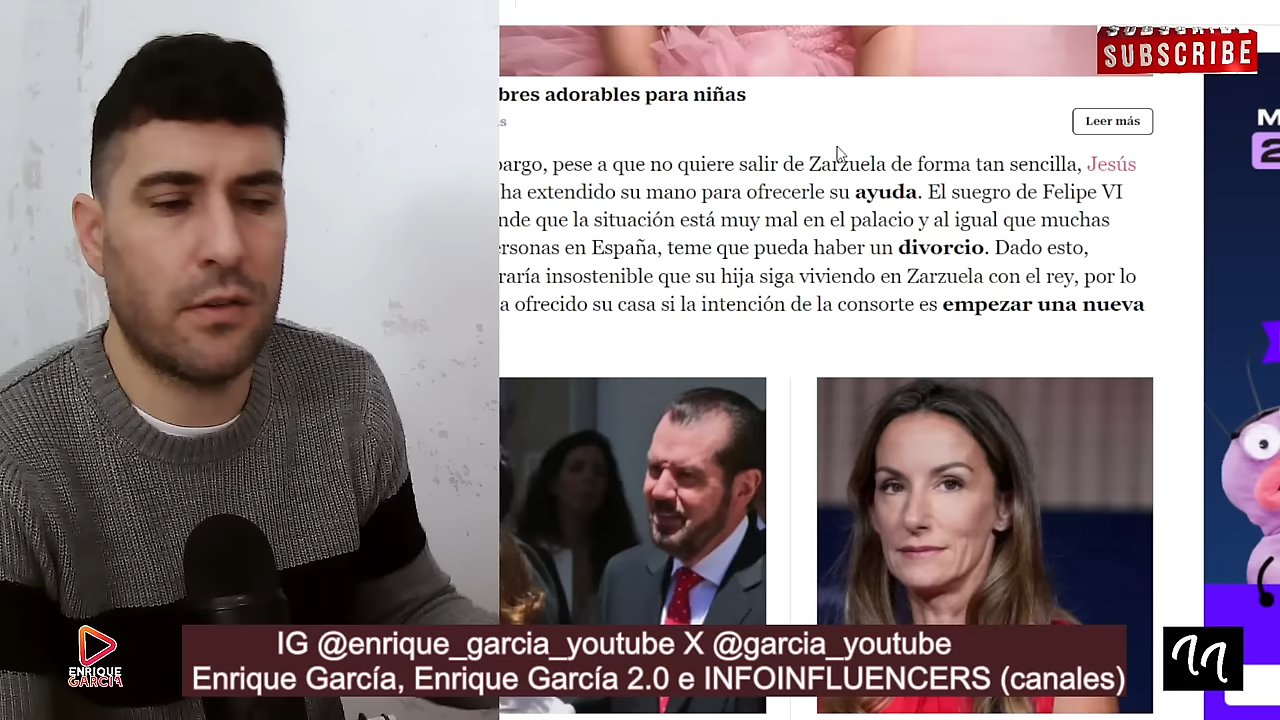 SUBSCRIBE
SUBSCRIBE
bres adorables para niñas
s
Leer más
bargo, pese a que no quiere salir de Zarzuela de forma tan sencilla, Jesús
ha extendido su mano para ofrecerle su ayuda. El suegro de Felipe VI
nde que la situación está muy mal en el palacio y al igual que muchas
ersonas en España, teme que pueda haber un divorcio. Dado esto,
raría insostenible que su hija siga viviendo en Zarzuela con el rey, por lo
a ofrecido su casa si la intención de la consorte es empezar una nueva
M
2
ENRIQUE
GARCÍA
IG @enrique_garcia_youtube X @garcia_youtube
Enrique García, Enrique García 2.0 e INFOINFLUENCERS (canales)